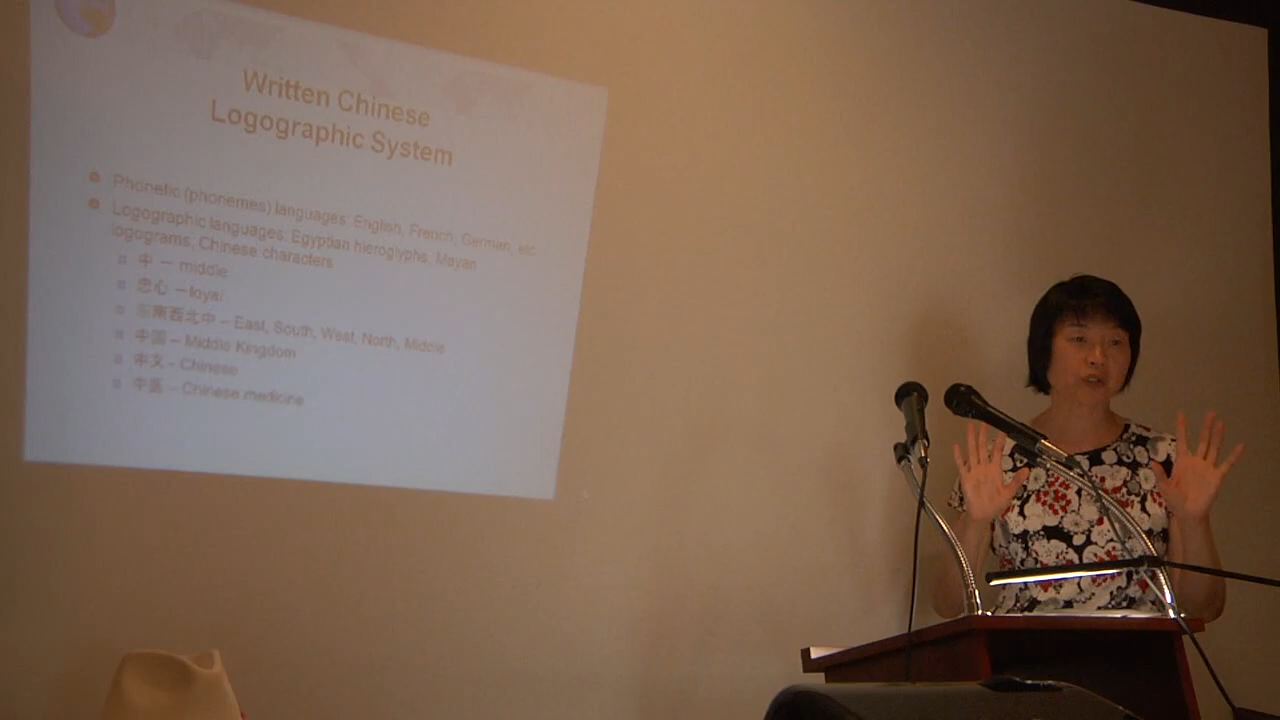 Written Chinese
Logographic System
Phonetic (phonemes) languages: English, French, German, etc
Logographic languages: Egyptian hieroglyphs, Mayan
logograms, Chinese characters
中 — middle
忠心 — loyal
东南西北中 – East, South, West, North, Middle
中国 – Middle Kingdom
中文 - Chinese
中医 – Chinese medicine